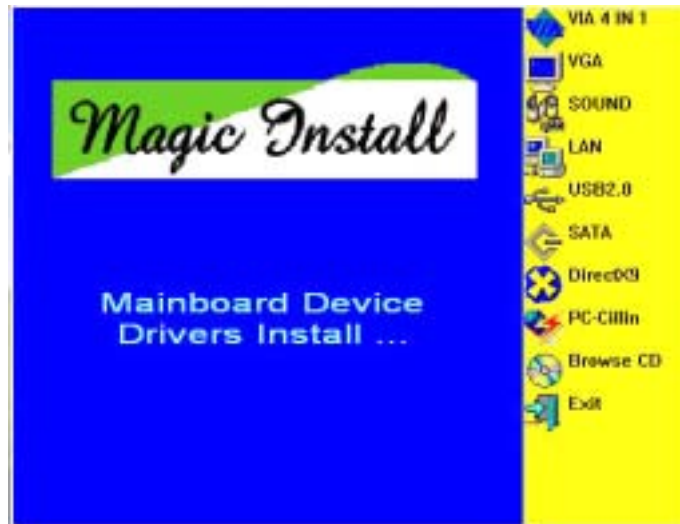 Magic Install
Mainboard Device
Drivers Install ...
VIA 4 IN 1
VGA
SOUND
LAN
USB2.0
SATA
DirectX9
PC-Cillin
Browse CD
Exit